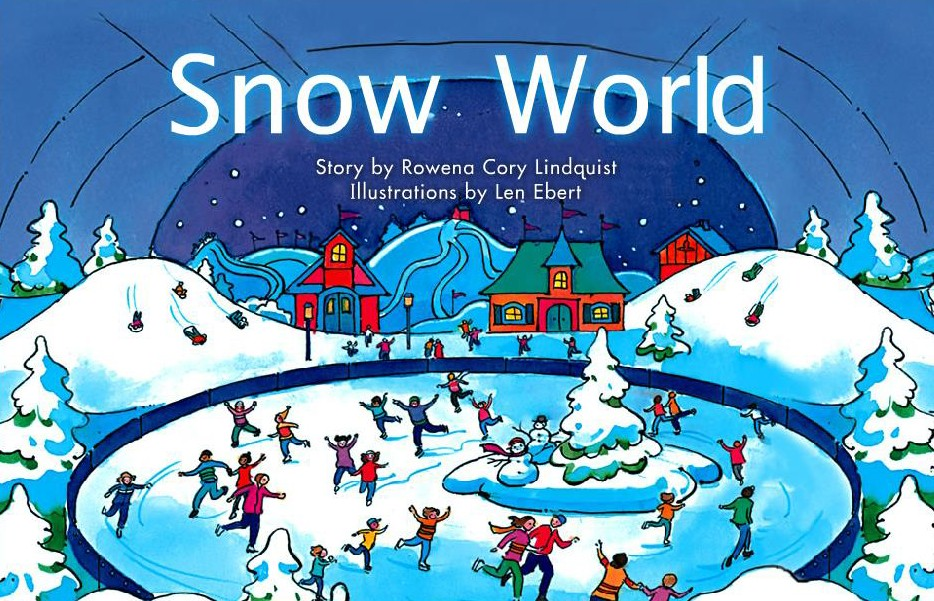 Snow World
Story by Rowena Cory Lindquist
Illustrations by Len Ebert